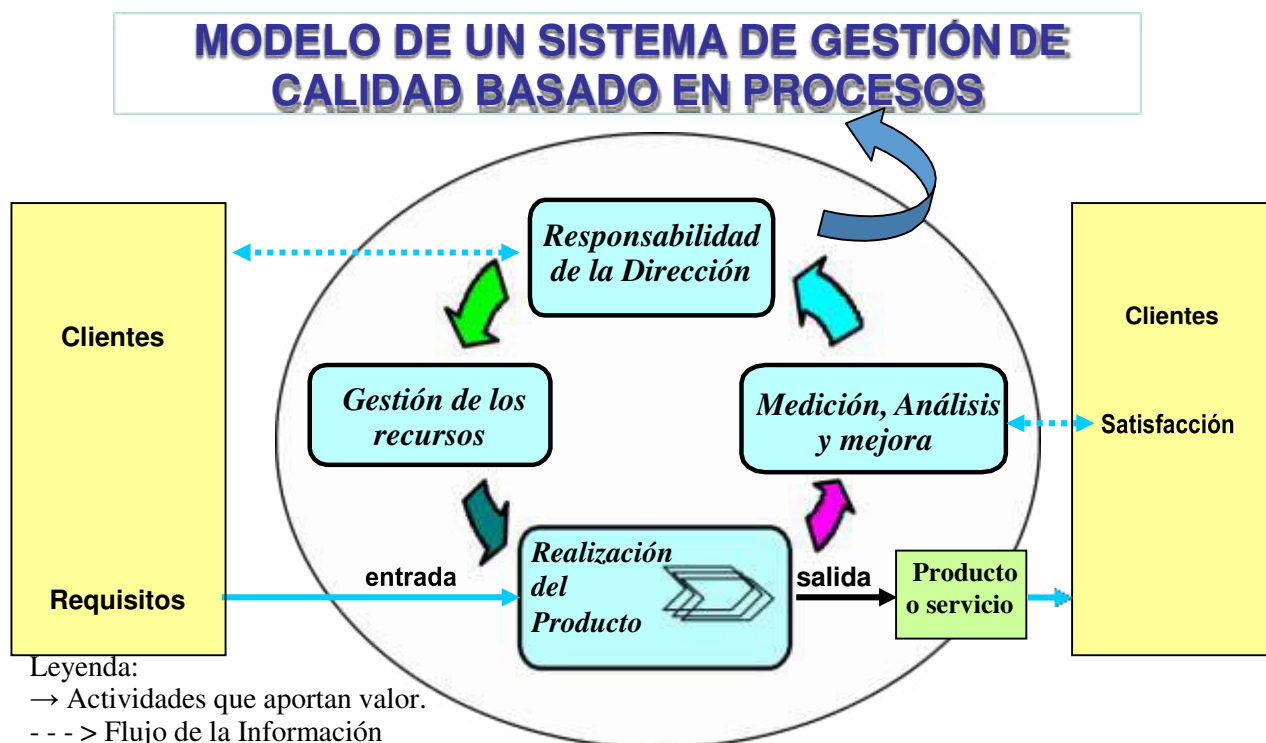 MODELO DE UN SISTEMA DE GESTIÓN DE
CALIDAD BASADO EN PROCESOS
Responsabilidad
de la Dirección
Clientes
Clientes
Gestión de los
recursos
Medición, Análisis
y mejora
Satisfacción
Realización
del
Producto
entrada
salida
Producto
o servicio
Requisitos
Leyenda:
→ Actividades que aportan valor.
- - - > Flujo de la Información